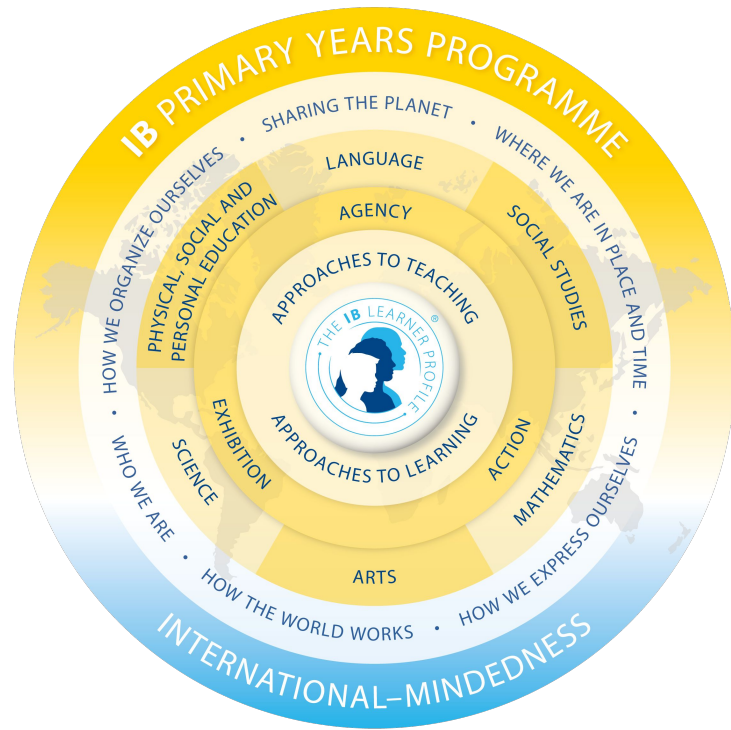 IB PRIMARY YEARS PROGRAMME
SHARING THE PLANET
•
WHERE WE ARE IN PLACE AND TIME
•
HOW WE EXPRESS OURSELVES
•
HOW THE WORLD WORKS
•
WHO WE ARE
•
HOW WE ORGANIZE OURSELVES
•
LANGUAGE
SOCIAL STUDIES
MATHEMATICS
ARTS
SCIENCE
PHYSICAL, SOCIAL AND
PERSONAL EDUCATION
AGENCY
ACTION
EXHIBITION
APPROACHES TO TEACHING
APPROACHES TO LEARNING
• THE IB LEARNER PROFILE • ®
INTERNATIONAL–MINDEDNESS